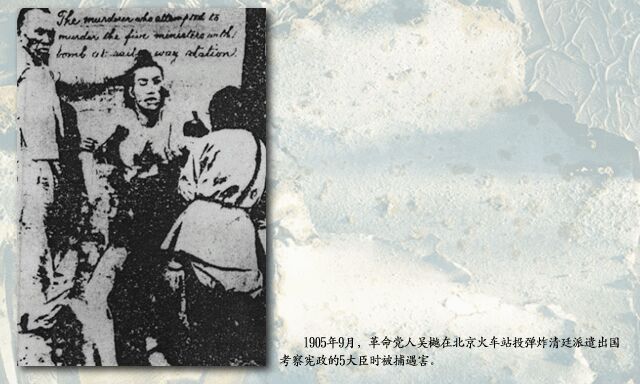 The murderer who attempted to
murder the five ministers with
bomb at railway station.
1905年9月，革命党人吴樾在北京火车站投弹炸清廷派遣出国
考察宪政的5大臣时被捕遇害。